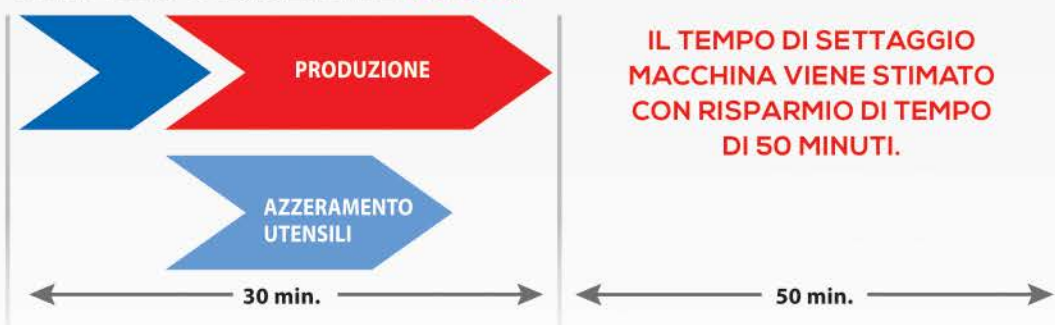 PRODUZIONE
IL TEMPO DI SETTAGGIO
MACCHINA VIENE STIMATO
CON RISPARMIO DI TEMPO
DI 50 MINUTI.
AZZERAMENTO
UTENSILI
30 min.
50 min.